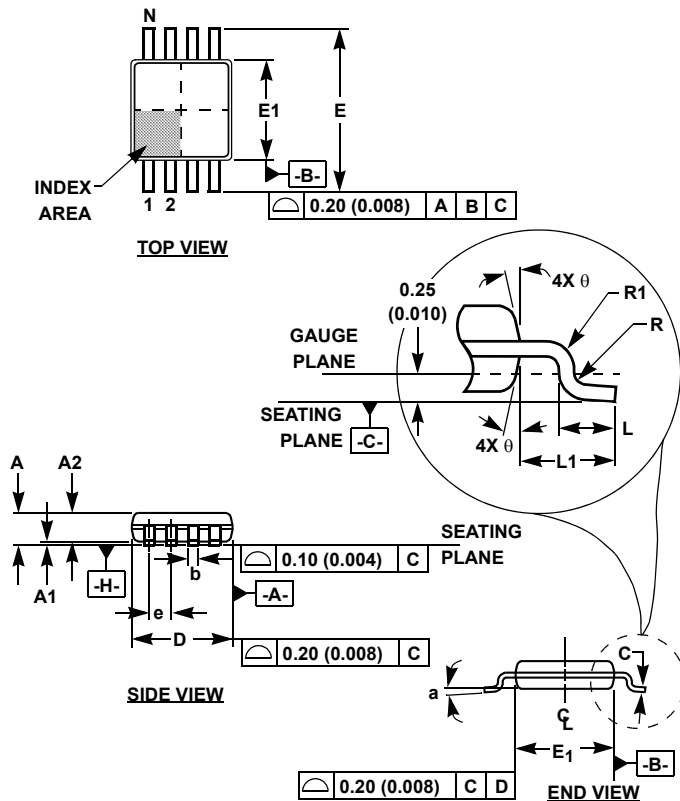 N
E1
E
-B-
INDEX
AREA
1 2
0.20 (0.008) A B C
TOP VIEW
4X θ
0.25
(0.010)
R1
R
GAUGE
PLANE
SEATING
PLANE
-C-
4X θ
L
L1
A A2
SEATING
PLANE
A1
-H-
b
0.10 (0.004) C
-A-
e
D
0.20 (0.008) C
SIDE VIEW
C
a
CL
E1
-B-
0.20 (0.008) C D
END VIEW